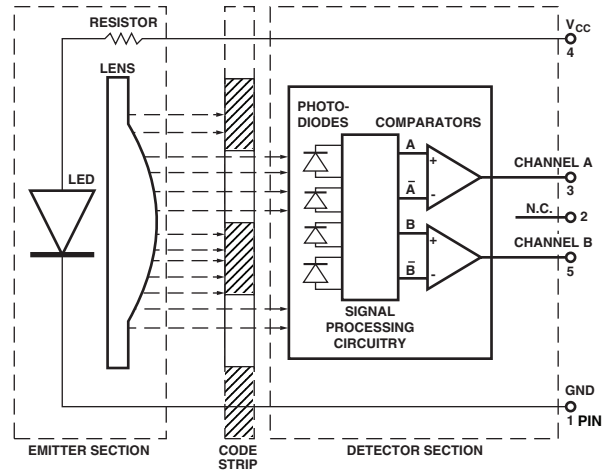 RESISTOR
LENS
LED
V_CC
4
PHOTO-
DIODES
COMPARATORS
A
+
Ā
-
B
+
B̄
-
CHANNEL A
3
N.C.
2
CHANNEL B
5
SIGNAL
PROCESSING
CIRCUITRY
GND
1 PIN
EMITTER SECTION
CODE
STRIP
DETECTOR SECTION